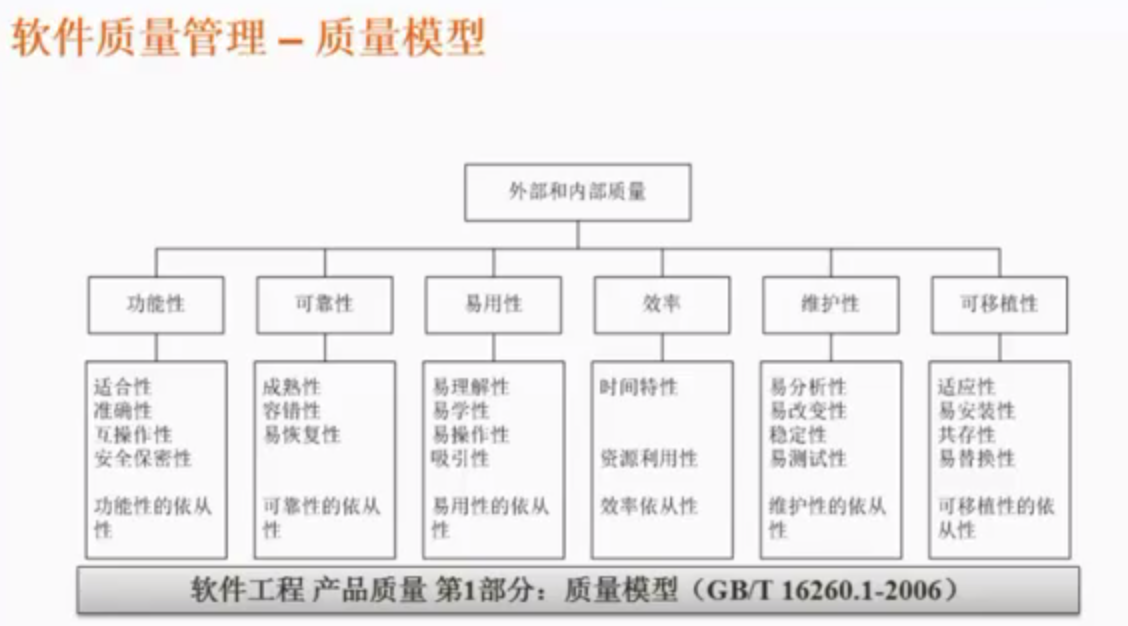 软件质量管理 – 质量模型
外部和内部质量
功能性
可靠性
易用性
效率
维护性
可移植性
适合性
准确性
互操作性
安全保密性
功能性的依从
性
成熟性
容错性
易恢复性
可靠性的依从
性
易理解性
易学性
易操作性
吸引性
易用性的依从
性
时间特性
资源利用性
效率依从性
易分析性
易改变性
稳定性
易测试性
维护性的依从
性
适应性
易安装性
共存性
易替换性
可移植性的依
从性
软件工程 产品质量 第1部分：质量模型（GB/T 16260.1-2006）